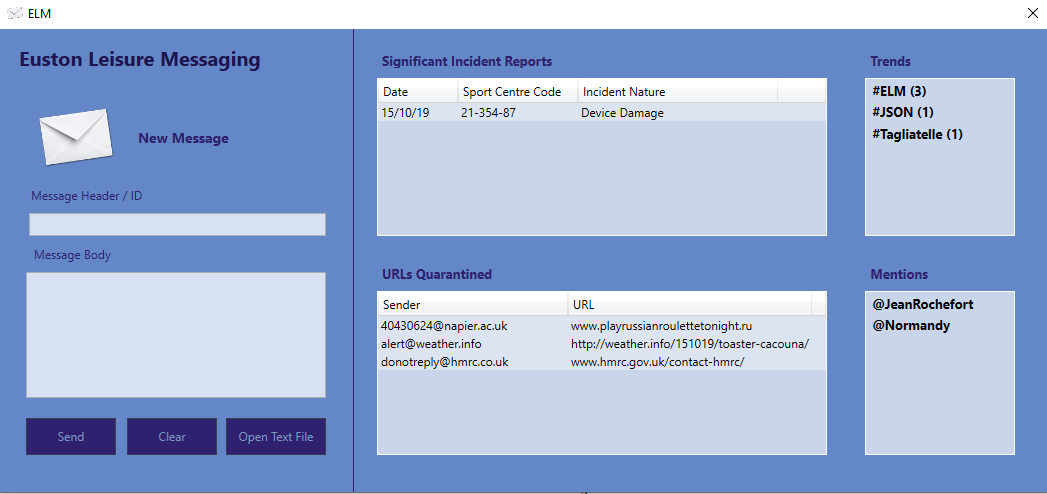 ELM
Euston Leisure Messaging
New Message
Message Header / ID
Message Body
Send Clear Open Text File
Significant Incident Reports
Date Sport Centre Code Incident Nature
15/10/19 21-354-87 Device Damage
URLs Quarantined
Sender URL
40430624@napier.ac.uk www.playrussianroulettetonight.ru
alert@weather.info http://weather.info/151019/toaster-cacouna/
donotreply@hmrc.co.uk www.hmrc.gov.uk/contact-hmrc/
Trends
#ELM (3)
#JSON (1)
#Tagliatelle (1)
Mentions
@JeanRochefort
@Normandy